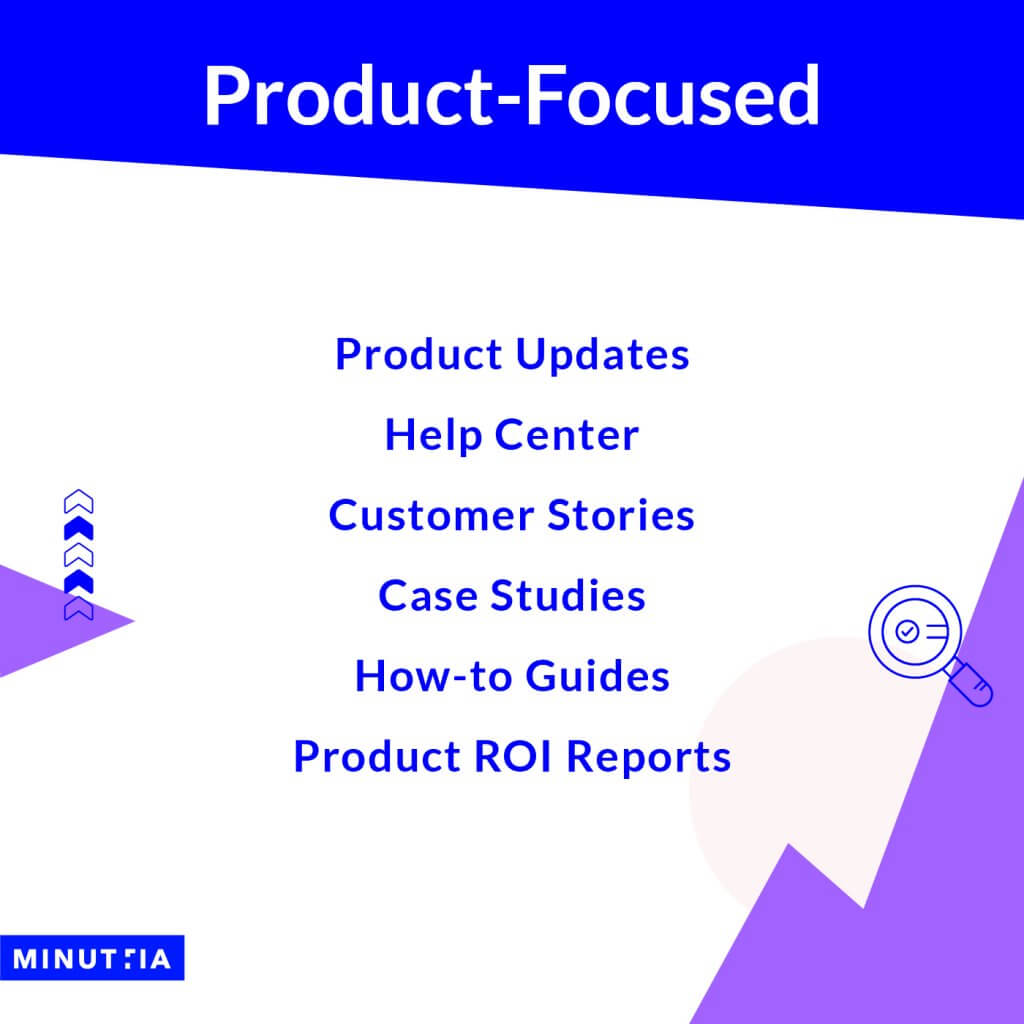 Product-Focused
Product Updates
Help Center
Customer Stories
Case Studies
How-to Guides
Product ROI Reports
MINUTTIA